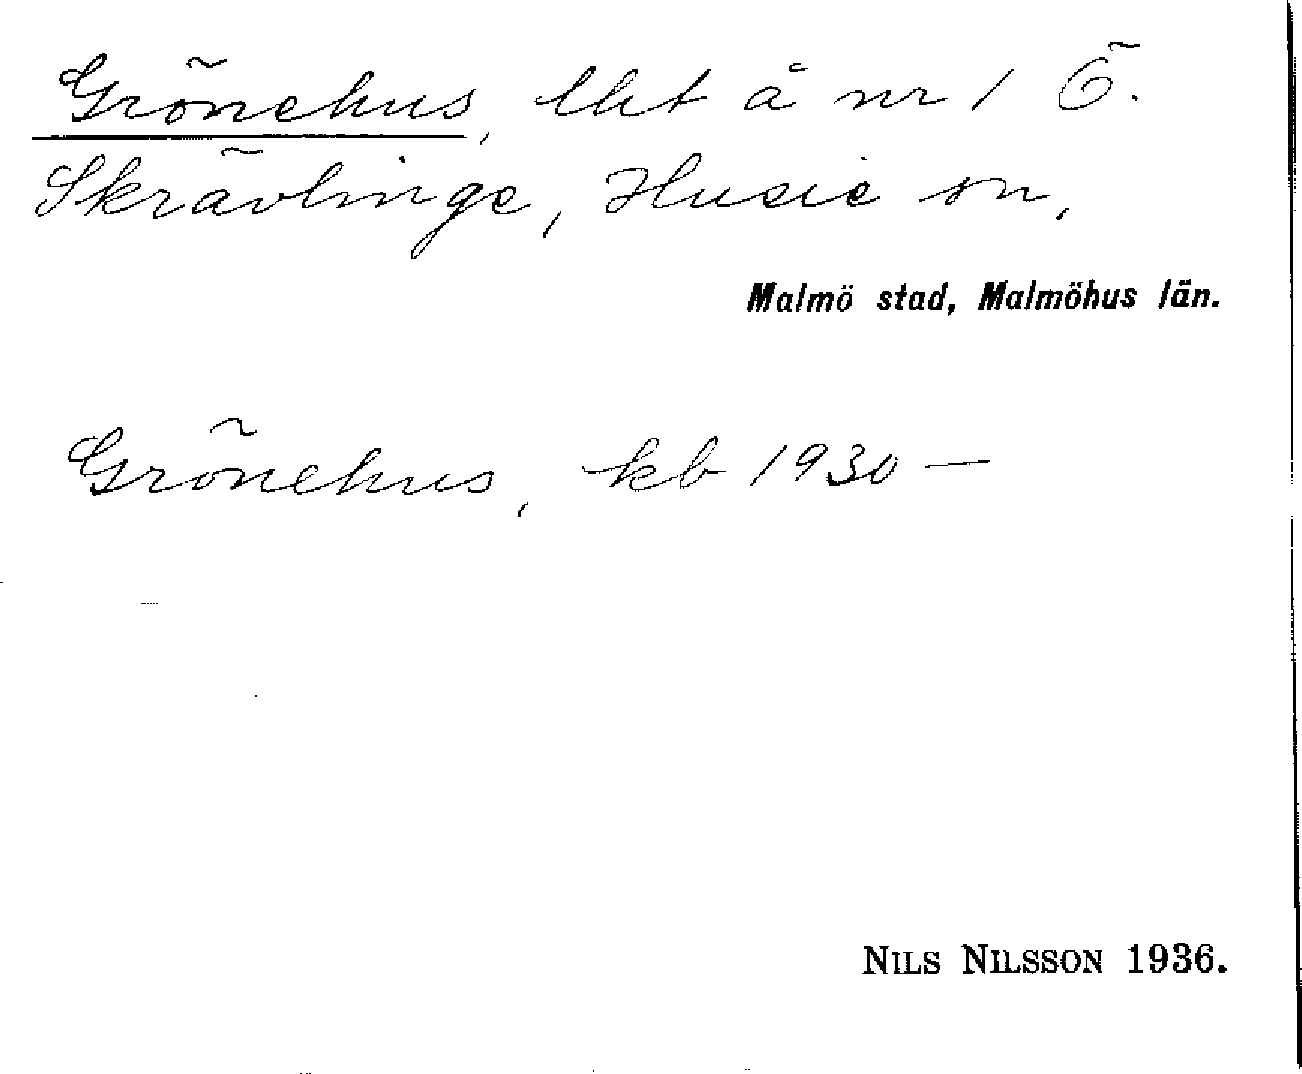 Grönehus, lht å nr 1 Ö.
Skrävlinge, Husie sn,
Malmö stad, Malmöhus län.
Grönehus, kb 1930—
NILS NILSSON 1936.